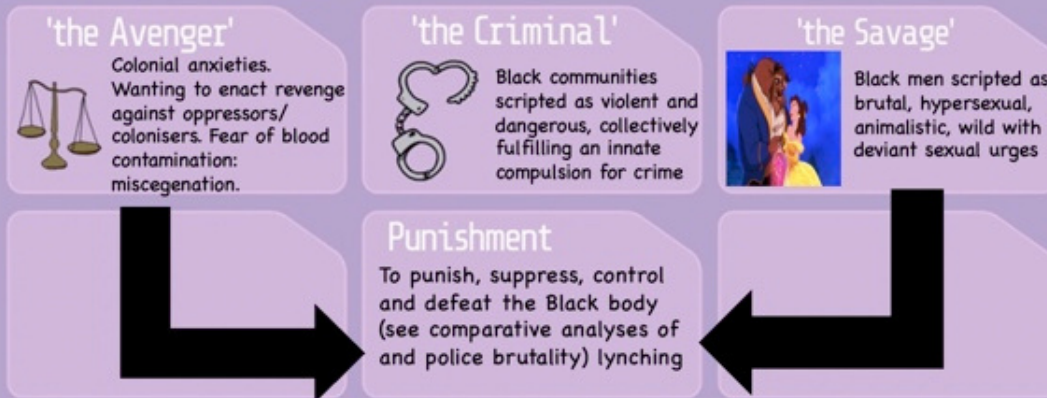 'the Avenger'
Colonial anxieties.
Wanting to enact revenge
against oppressors/
colonisers. Fear of blood
contamination:
miscegenation.
'the Criminal'
Black communities
scripted as violent and
dangerous, collectively
fulfilling an innate
compulsion for crime
'the Savage'
Black men scripted as
brutal, hypersexual,
animalistic, wild with
deviant sexual urges
Punishment
To punish, suppress, control
and defeat the Black body
(see comparative analyses of
and police brutality) lynching